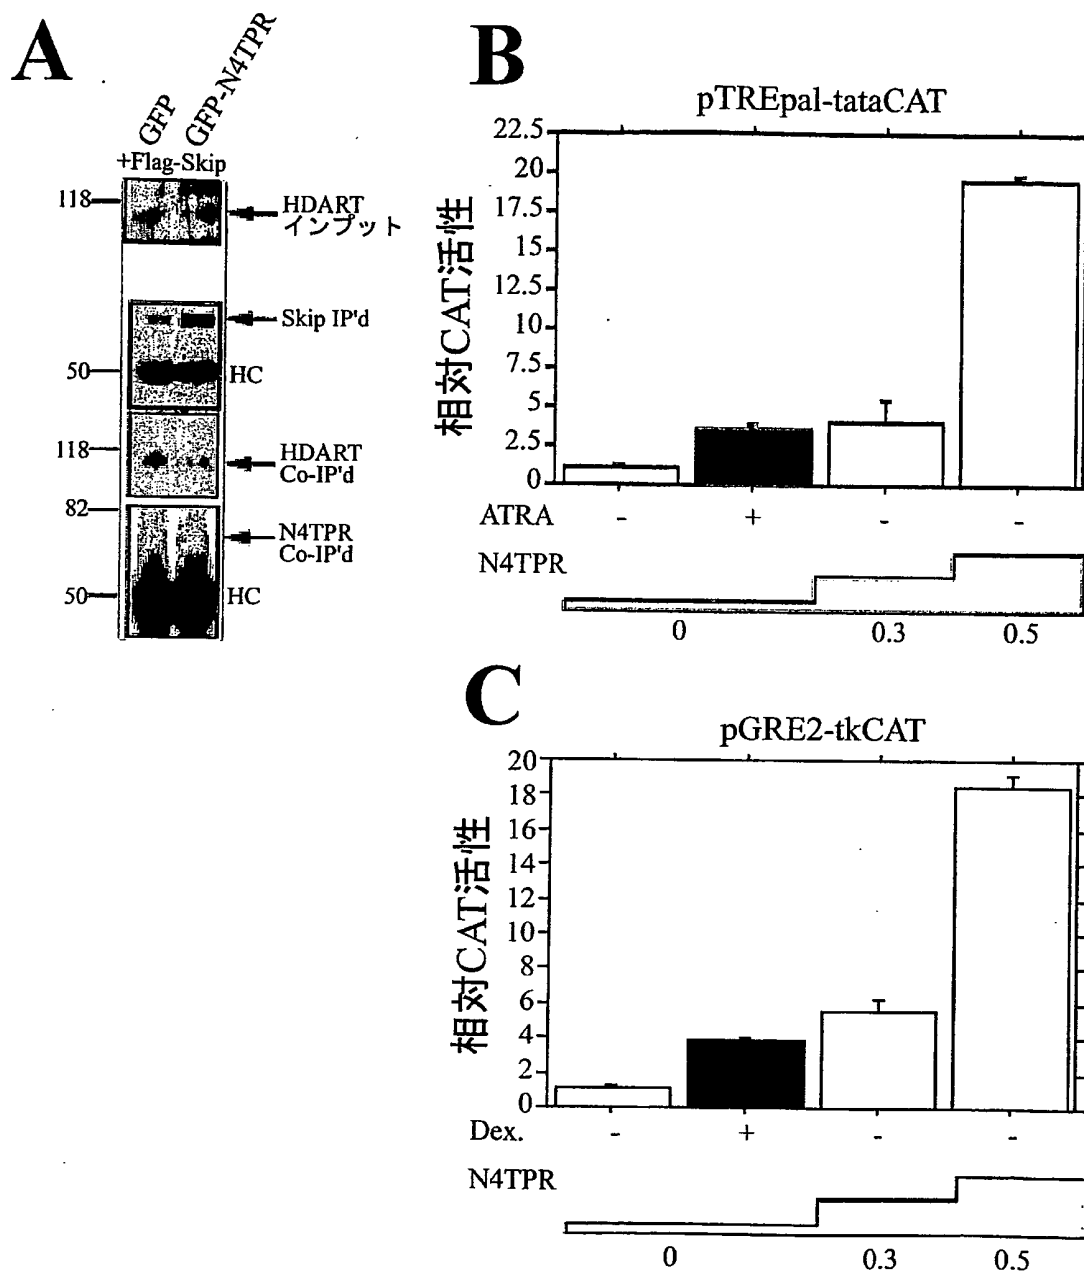 A
GFP
GFP-N4TPR
+Flag-Skip
118
HDART
インプット
Skip IP'd
50
HC
118
HDART
Co-IP'd
82
N4TPR
Co-IP'd
50
HC
B
pTREpal-tataCAT
相対CAT活性
22.5
20
17.5
15
12.5
10
7.5
5
2.5
0
ATRA - + - -
N4TPR
0 0.3 0.5
C
pGRE2-tkCAT
相対CAT活性
20
18
16
14
12
10
8
6
4
2
0
Dex. - + - -
N4TPR
0 0.3 0.5